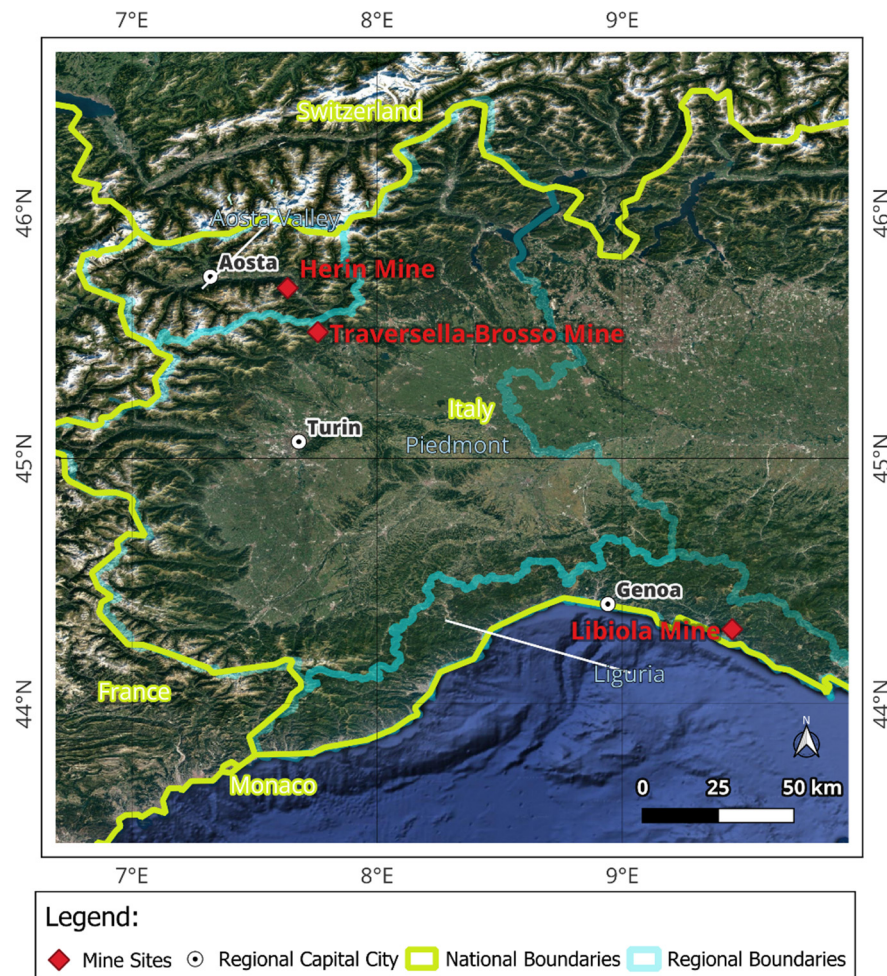 7°E 8°E 9°E
Switzerland
46°N 46°N
Aosta Valley
Aosta
Herin Mine
Traversella-Brosso Mine
Italy
Turin
Piedmont
45°N 45°N
Genoa
Libiola Mine
Liguria
France
44°N 44°N
N
Monaco
0 25 50 km
7°E 8°E 9°E
Legend:
Mine Sites Regional Capital City National Boundaries Regional Boundaries